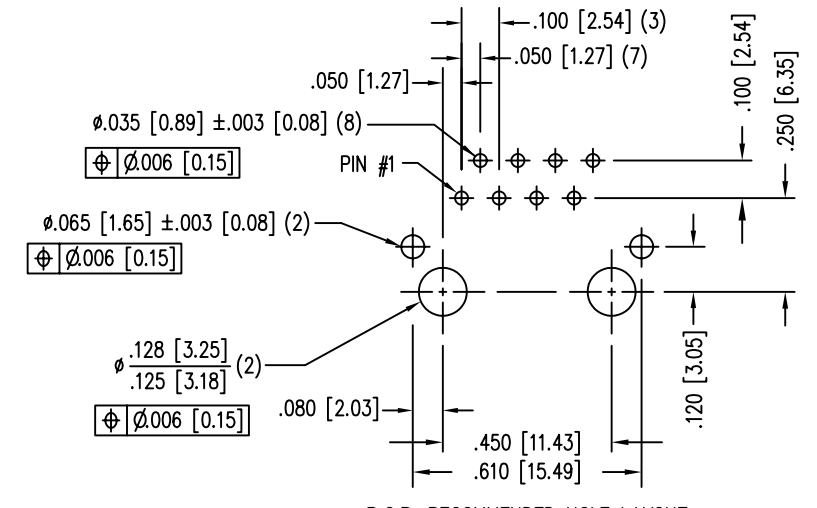 .100 [2.54] (3)
.050 [1.27] (7)
.050 [1.27]
.100 [2.54]
.250 [6.35]
ø.035 [0.89] ±.003 [0.08] (8)
⌖ Ø.006 [0.15]
PIN #1
ø.065 [1.65] ±.003 [0.08] (2)
⌖ Ø.006 [0.15]
ø .128 [3.25]
.125 [3.18] (2)
⌖ Ø.006 [0.15]
.080 [2.03]
.120 [3.05]
.450 [11.43]
.610 [15.49]